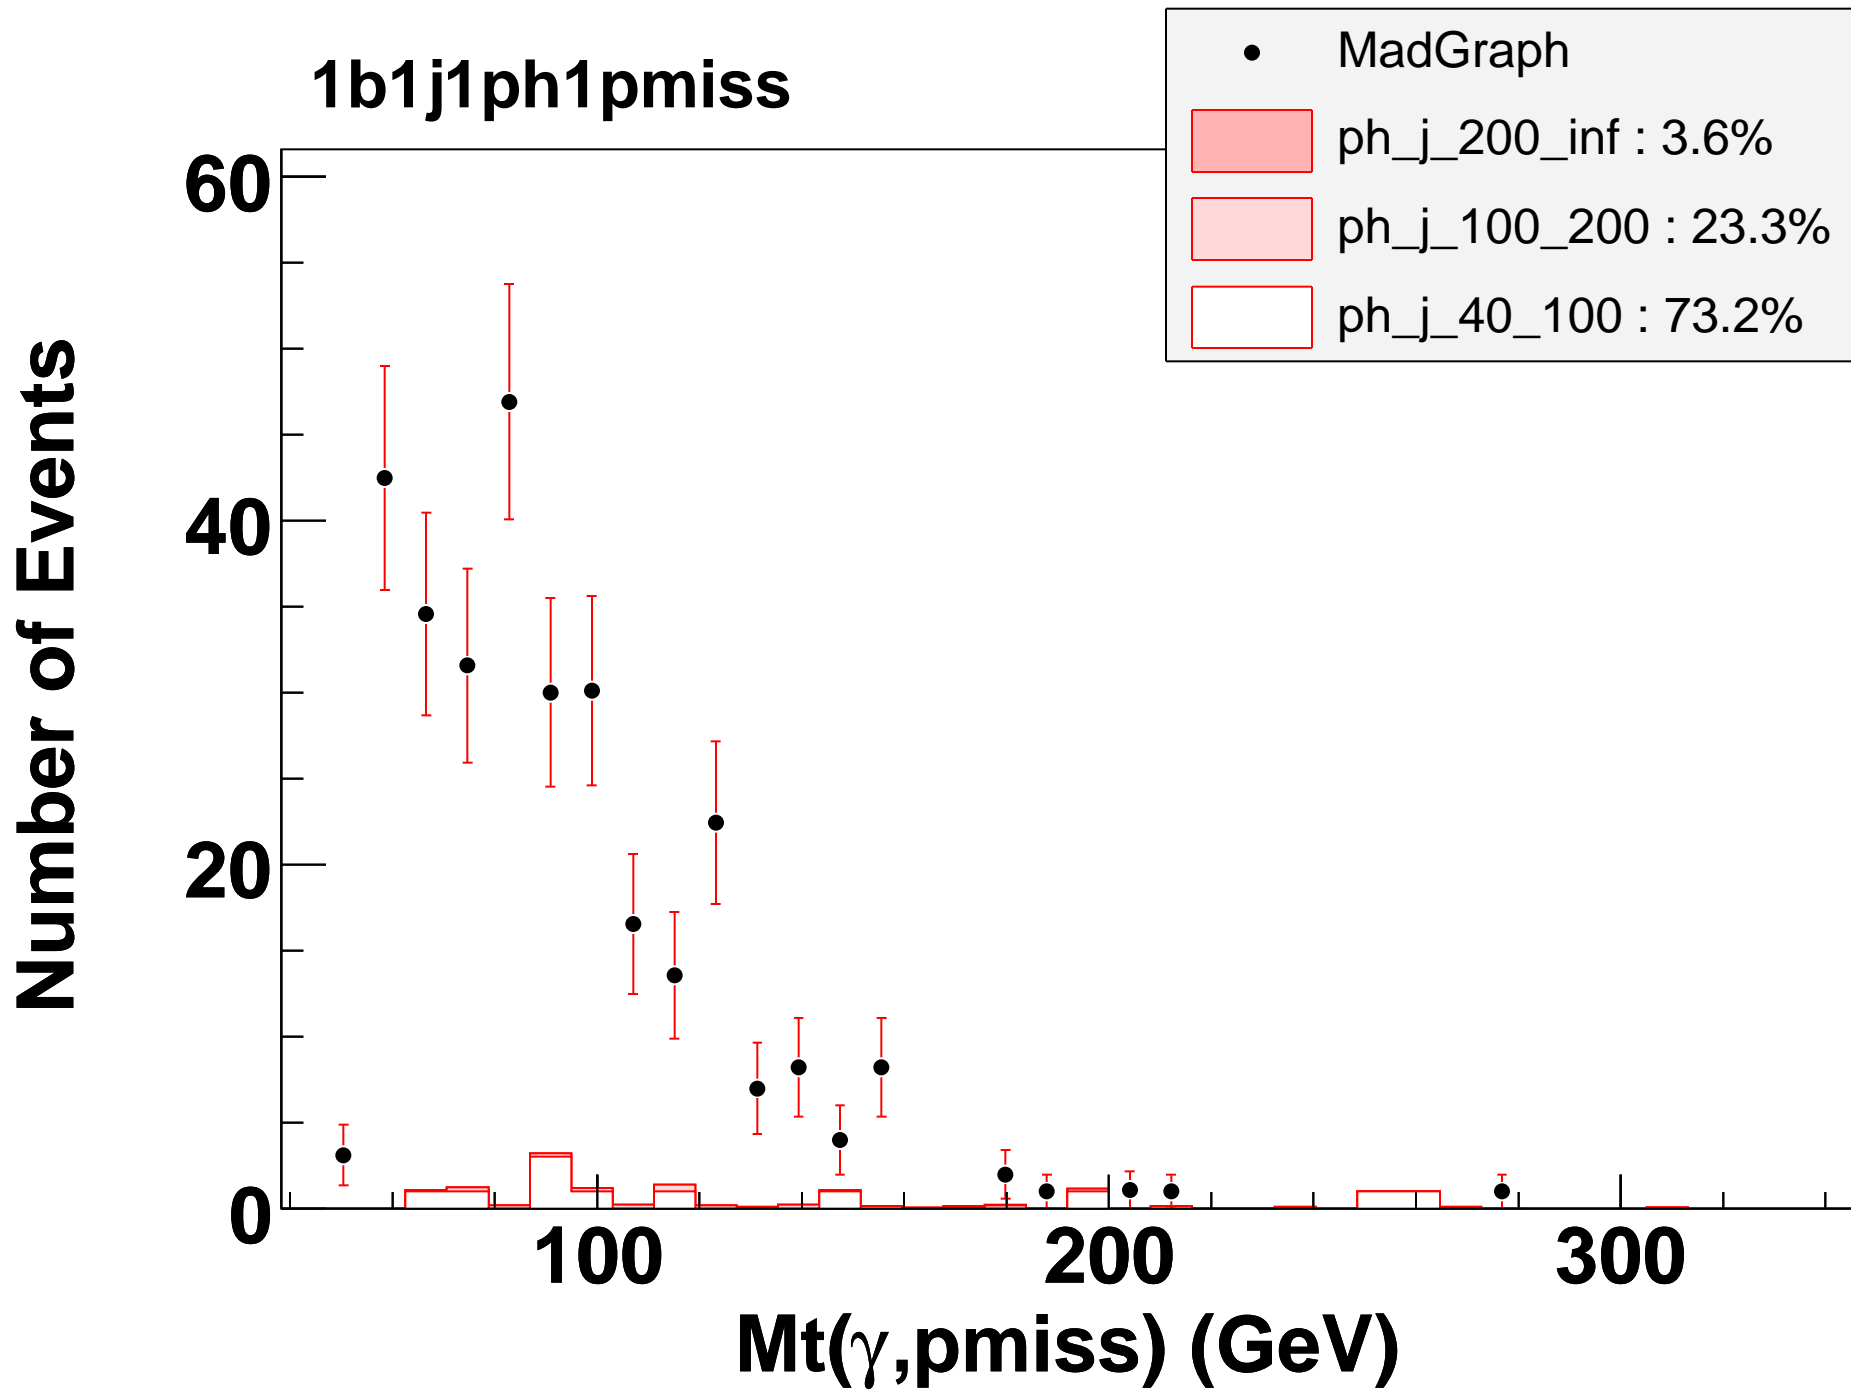 1b1j1ph1pmiss
MadGraph
ph_j_200_inf : 3.6%
ph_j_100_200 : 23.3%
ph_j_40_100 : 73.2%
Number of Events
60
40
20
0
100
200
300
Mt(γ,pmiss) (GeV)